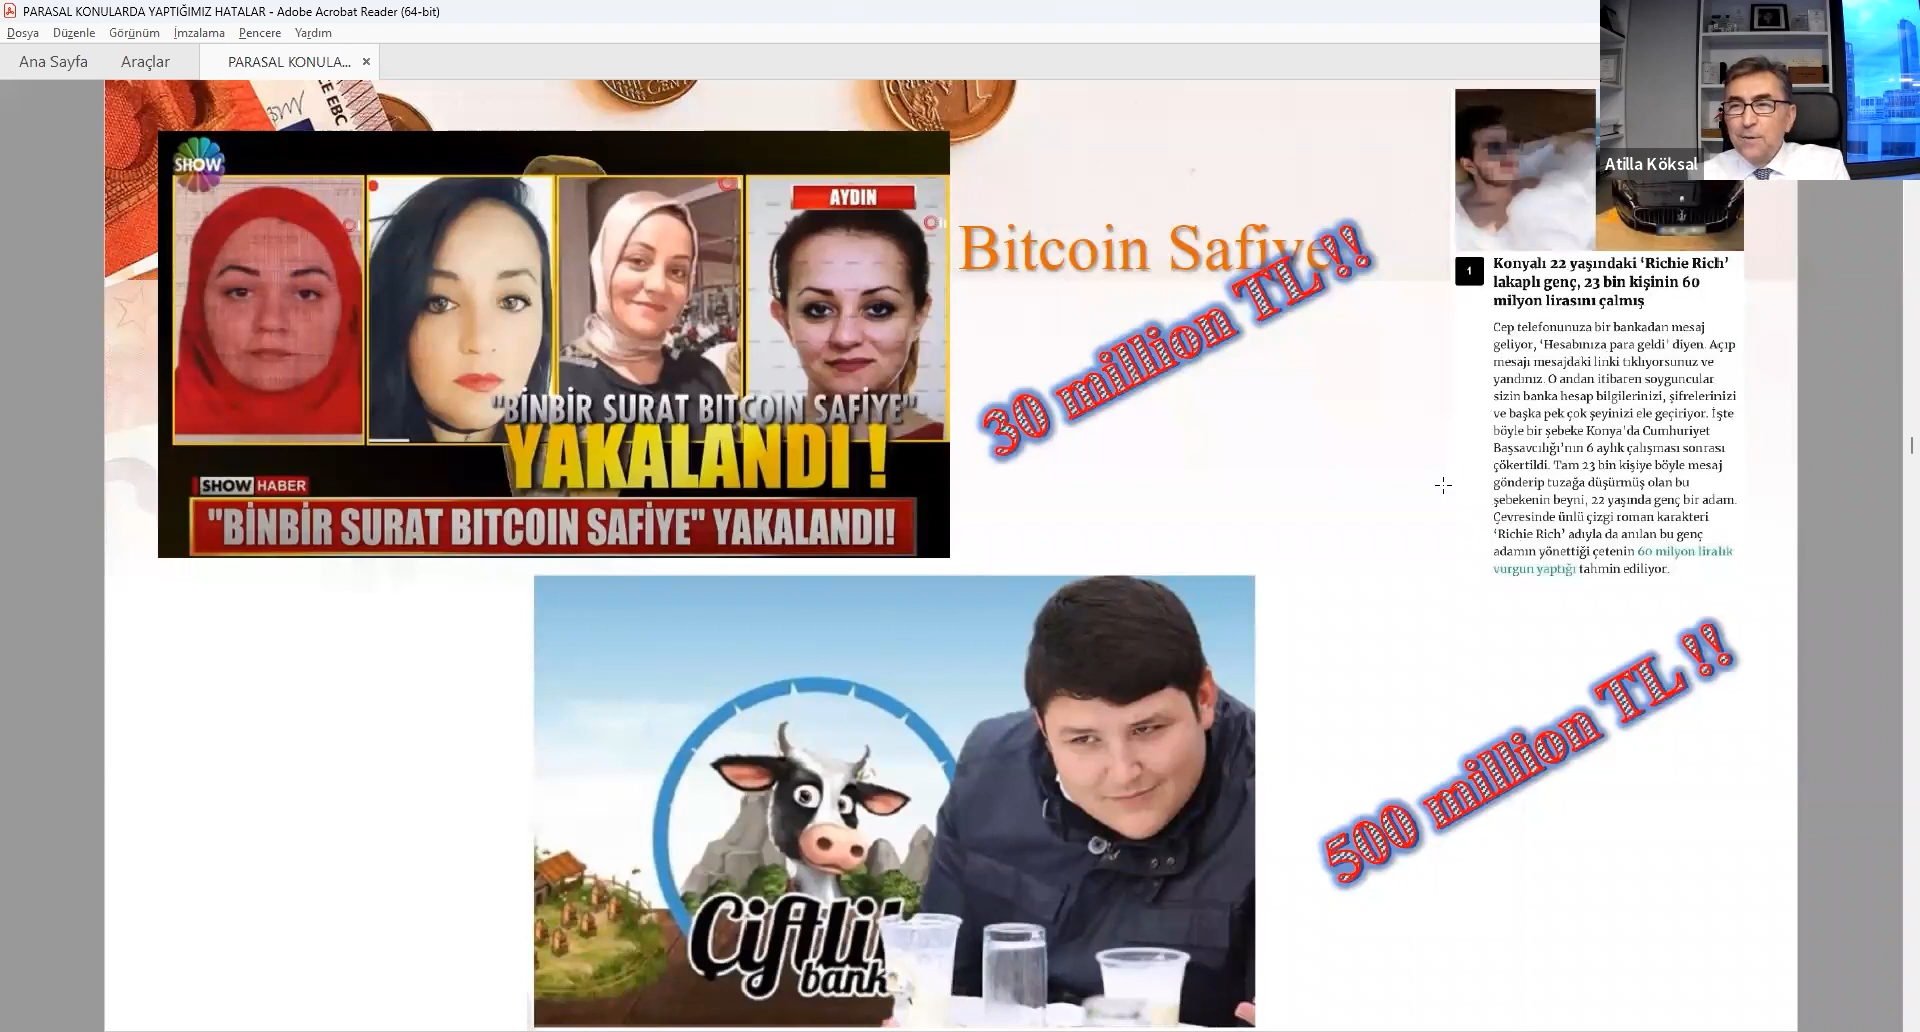 PARASAL KONULARDA YAPTIĞIMIZ HATALAR - Adobe Acrobat Reader (64-bit)
Dosya Düzenle Görünüm İmzalama Pencere Yardım
Ana Sayfa Araçlar PARASAL KONULA... ×
Atilla Köksal
SHOW
AYDIN
"BİNBİR SURAT BITCOIN SAFİYE"
YAKALANDI !
SHOW HABER
"BİNBİR SURAT BITCOIN SAFİYE" YAKALANDI!
Bitcoin Safiye
30 million TL !!
1
Konyalı 22 yaşındaki ‘Richie Rich’
lakaplı genç, 23 bin kişinin 60
milyon lirasını çalmış
Cep telefonunuza bir bankadan mesaj
geliyor, ‘Hesabınıza para geldi’ diyen. Açıp
mesajı mesajdaki linki tıklıyorsunuz ve
yandınız. O andan itibaren soyguncular
sizin banka hesap bilgilerinizi, şifrelerinizi
ve başka pek çok şeyinizi ele geçiriyor. İşte
böyle bir şebeke Konya’da Cumhuriyet
Başsavcılığı’nın 6 aylık çalışması sonrası
çökertildi. Tam 23 bin kişiye böyle mesaj
gönderip tuzağa düşürmüş olan bu
şebekenin beyni, 22 yaşında genç bir adam.
Çevresinde ünlü çizgi roman karakteri
‘Richie Rich’ adıyla da anılan bu genç
adamın yönettiği çetenin 60 milyon liralık
vurgun yaptığı tahmin ediliyor.
Çiftlik
bank
500 million TL !!